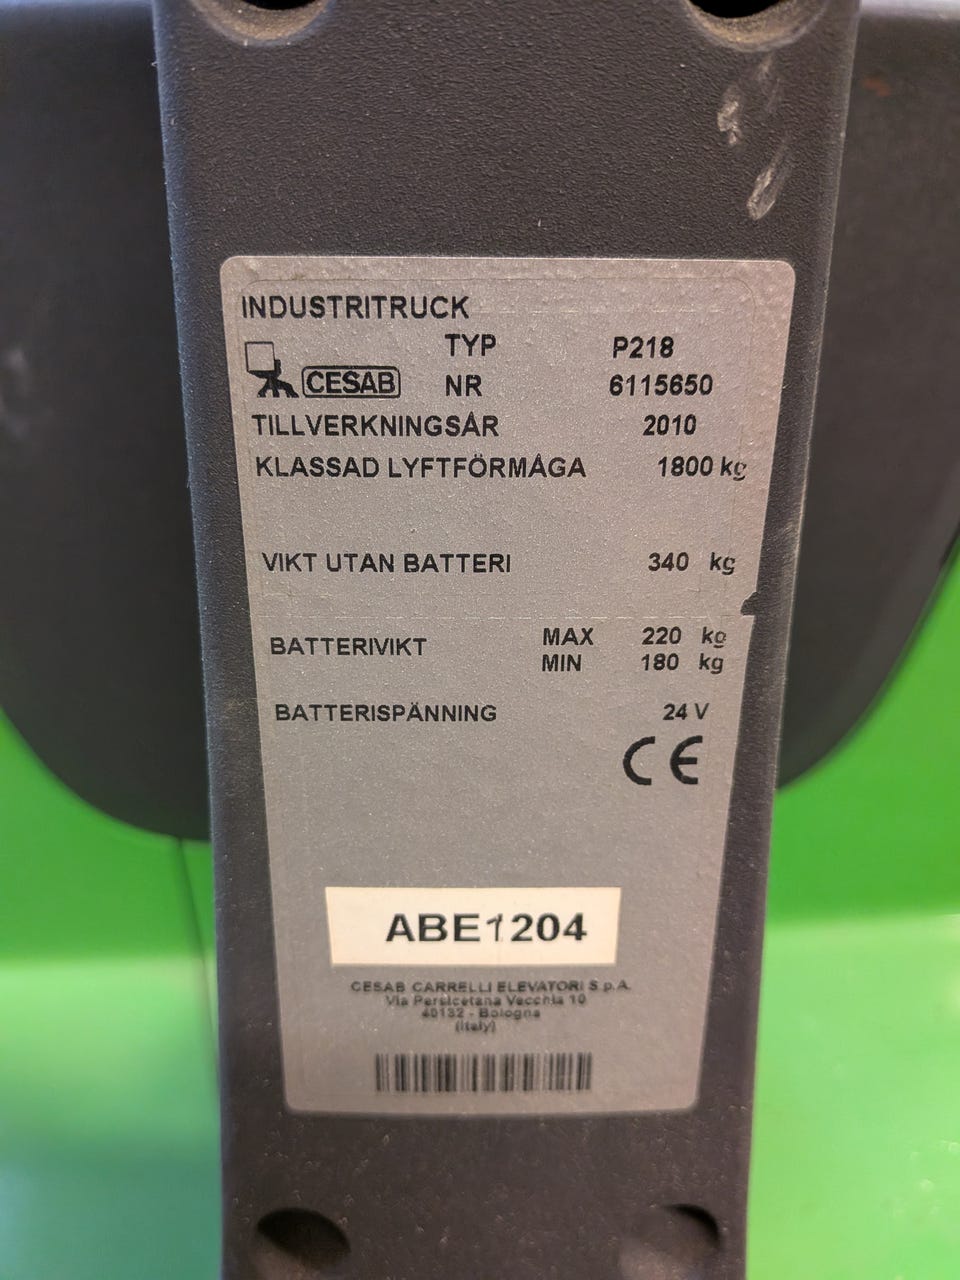 INDUSTRITRUCK
TYP P218
CESAB NR 6115650
TILLVERKNINGSÅR 2010
KLASSAD LYFTFÖRMÅGA 1800 kg
VIKT UTAN BATTERI 340 kg
BATTERIVIKT MAX 220 kg
MIN 180 kg
BATTERISPÄNNING 24 V
CE
ABE1204
CESAB CARRELLI ELEVATORI S.p.A.
Via Persicetana Vecchia 10
40132 - Bologna
(Italy)